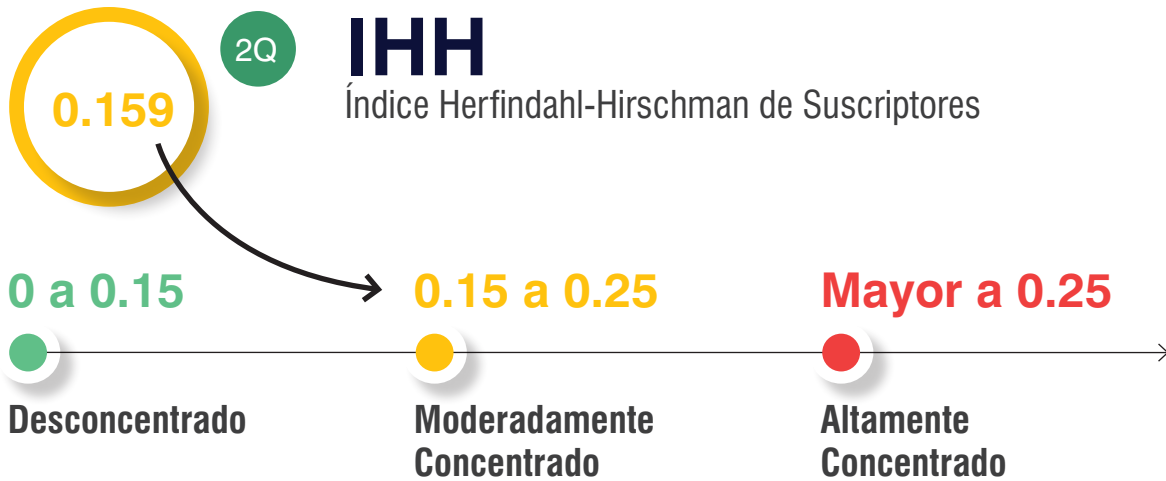 0.159
2Q
IHH
Índice Herfindahl-Hirschman de Suscriptores
0 a 0.15
0.15 a 0.25
Mayor a 0.25
Desconcentrado
Moderadamente
Concentrado
Altamente
Concentrado